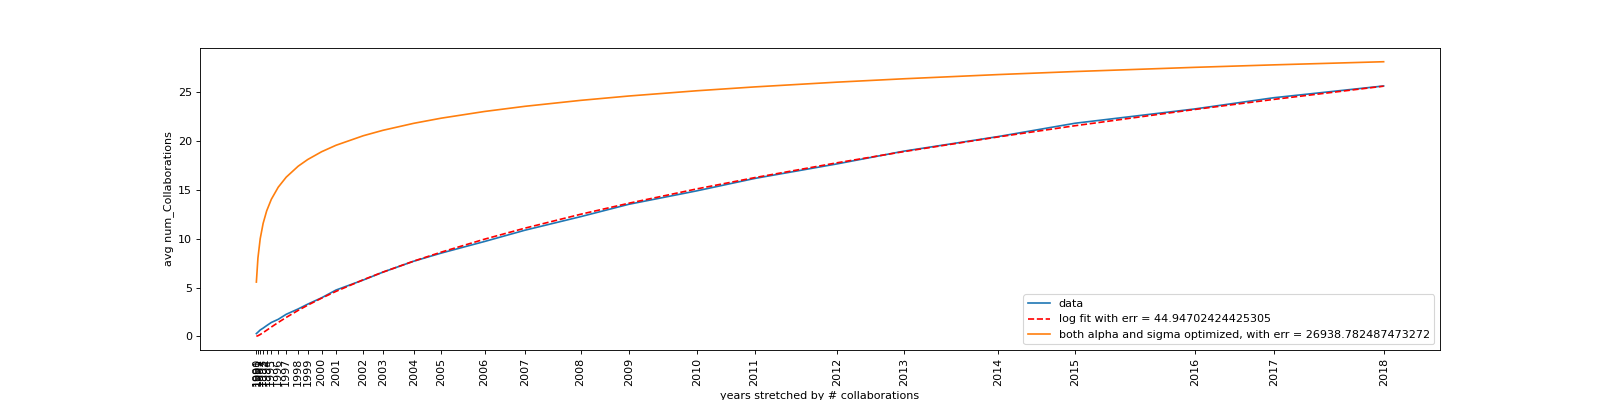 25
20
15
10
5
0
avg num_Collaborations
data
log fit with err = 44.94702424425305
both alpha and sigma optimized, with err = 26938.782487473272
1997 1998 1999 2000 2001 2002 2003 2004 2005 2006 2007 2008 2009 2010 2011 2012 2013 2014 2015 2016 2017 2018
years stretched by # collaborations